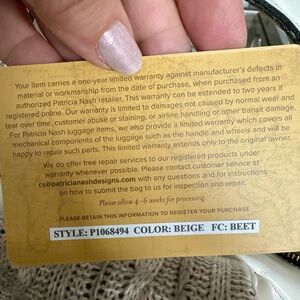 Your item carries a one-year limited warranty against manufacturer's defects in
material or workmanship from the date of purchase, when purchased from an
authorized Patricia Nash retailer. This warranty can be extended to two years if
registered online. Our warranty is limited to damages not caused by normal wear and
tear over time, customer abuse or staining, or airline handling or other transit damage.
For Patricia Nash luggage items, we also provide a limited warranty which covers all
mechanical components of the luggage such as the handle and wheels and will be
happy to repair such parts. This limited warranty extends only to the original owner.
We do offer free repair services to our registered products under
warranty whenever possible. Please contact customer service at
cs@patricianashdesigns.com with any questions and for instructions
on how to submit the bag to us for inspection and repair.
Please allow 4-6 weeks for processing.
PLEASE RETAIN THIS INFORMATION TO REGISTER YOUR PURCHASE
STYLE: P1068494 COLOR: BEIGE FC: BEET